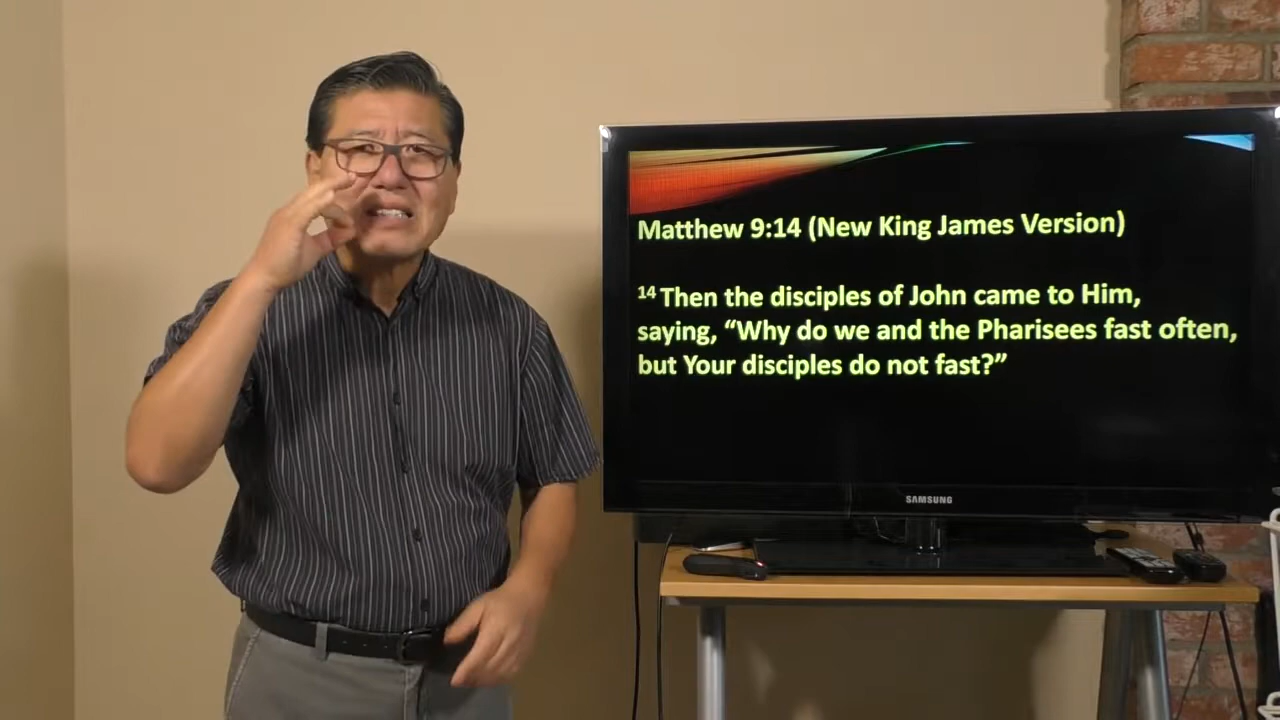 Matthew 9:14 (New King James Version)
14 Then the disciples of John came to Him,
saying, “Why do we and the Pharisees fast often,
but Your disciples do not fast?”
SAMSUNG